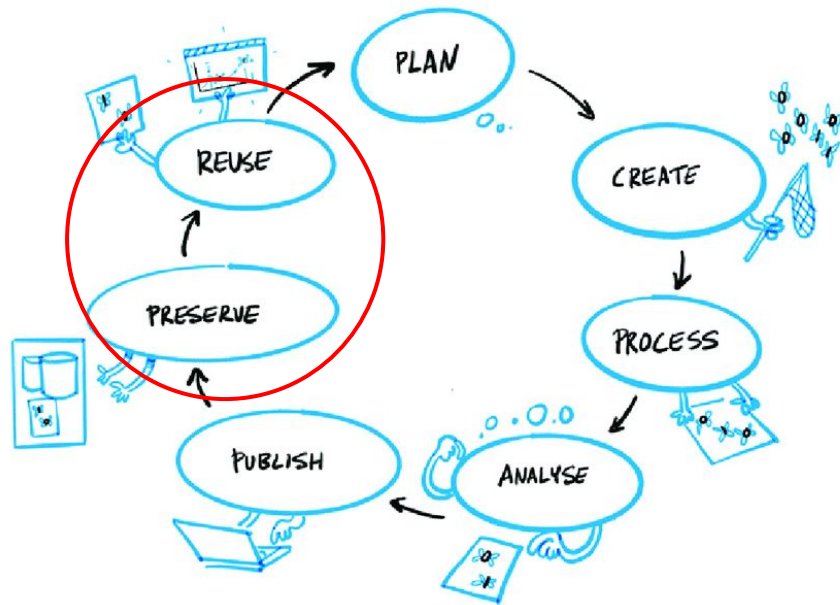 PLAN
CREATE
PROCESS
ANALYSE
PUBLISH
PRESERVE
REUSE